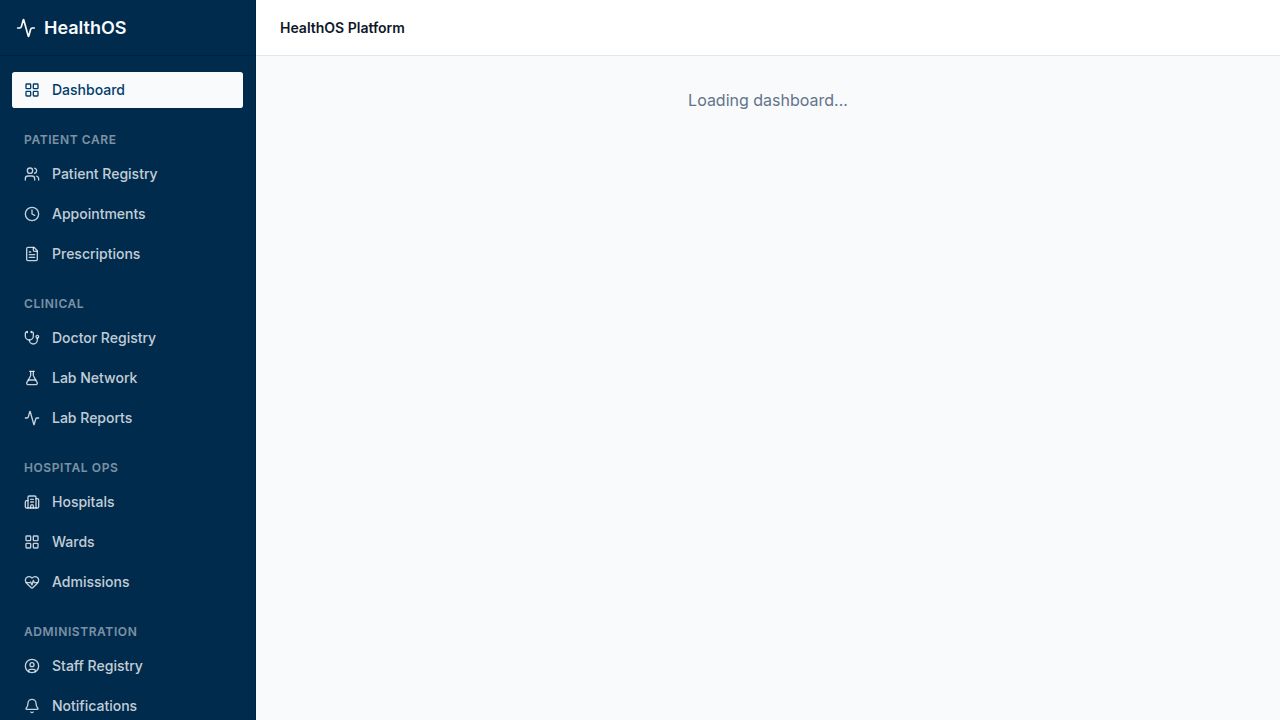 HealthOS
HealthOS Platform
Dashboard
Loading dashboard...
PATIENT CARE
Patient Registry
Appointments
Prescriptions
CLINICAL
Doctor Registry
Lab Network
Lab Reports
HOSPITAL OPS
Hospitals
Wards
Admissions
ADMINISTRATION
Staff Registry
Notifications